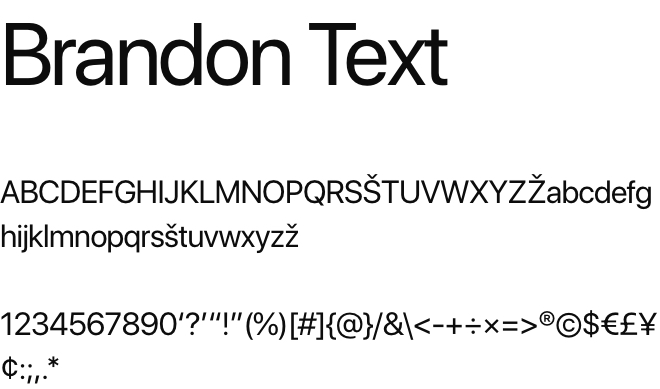 Brandon Text
ABCDEFGHIJKLMNOPQRSŠTUVWXYZŽabcdefg
hijklmnopqrsštuvwxyzž
1234567890‘?’“!”(%)[#]{@}/&\<-+÷×=>®©$€£¥
¢:;,.*